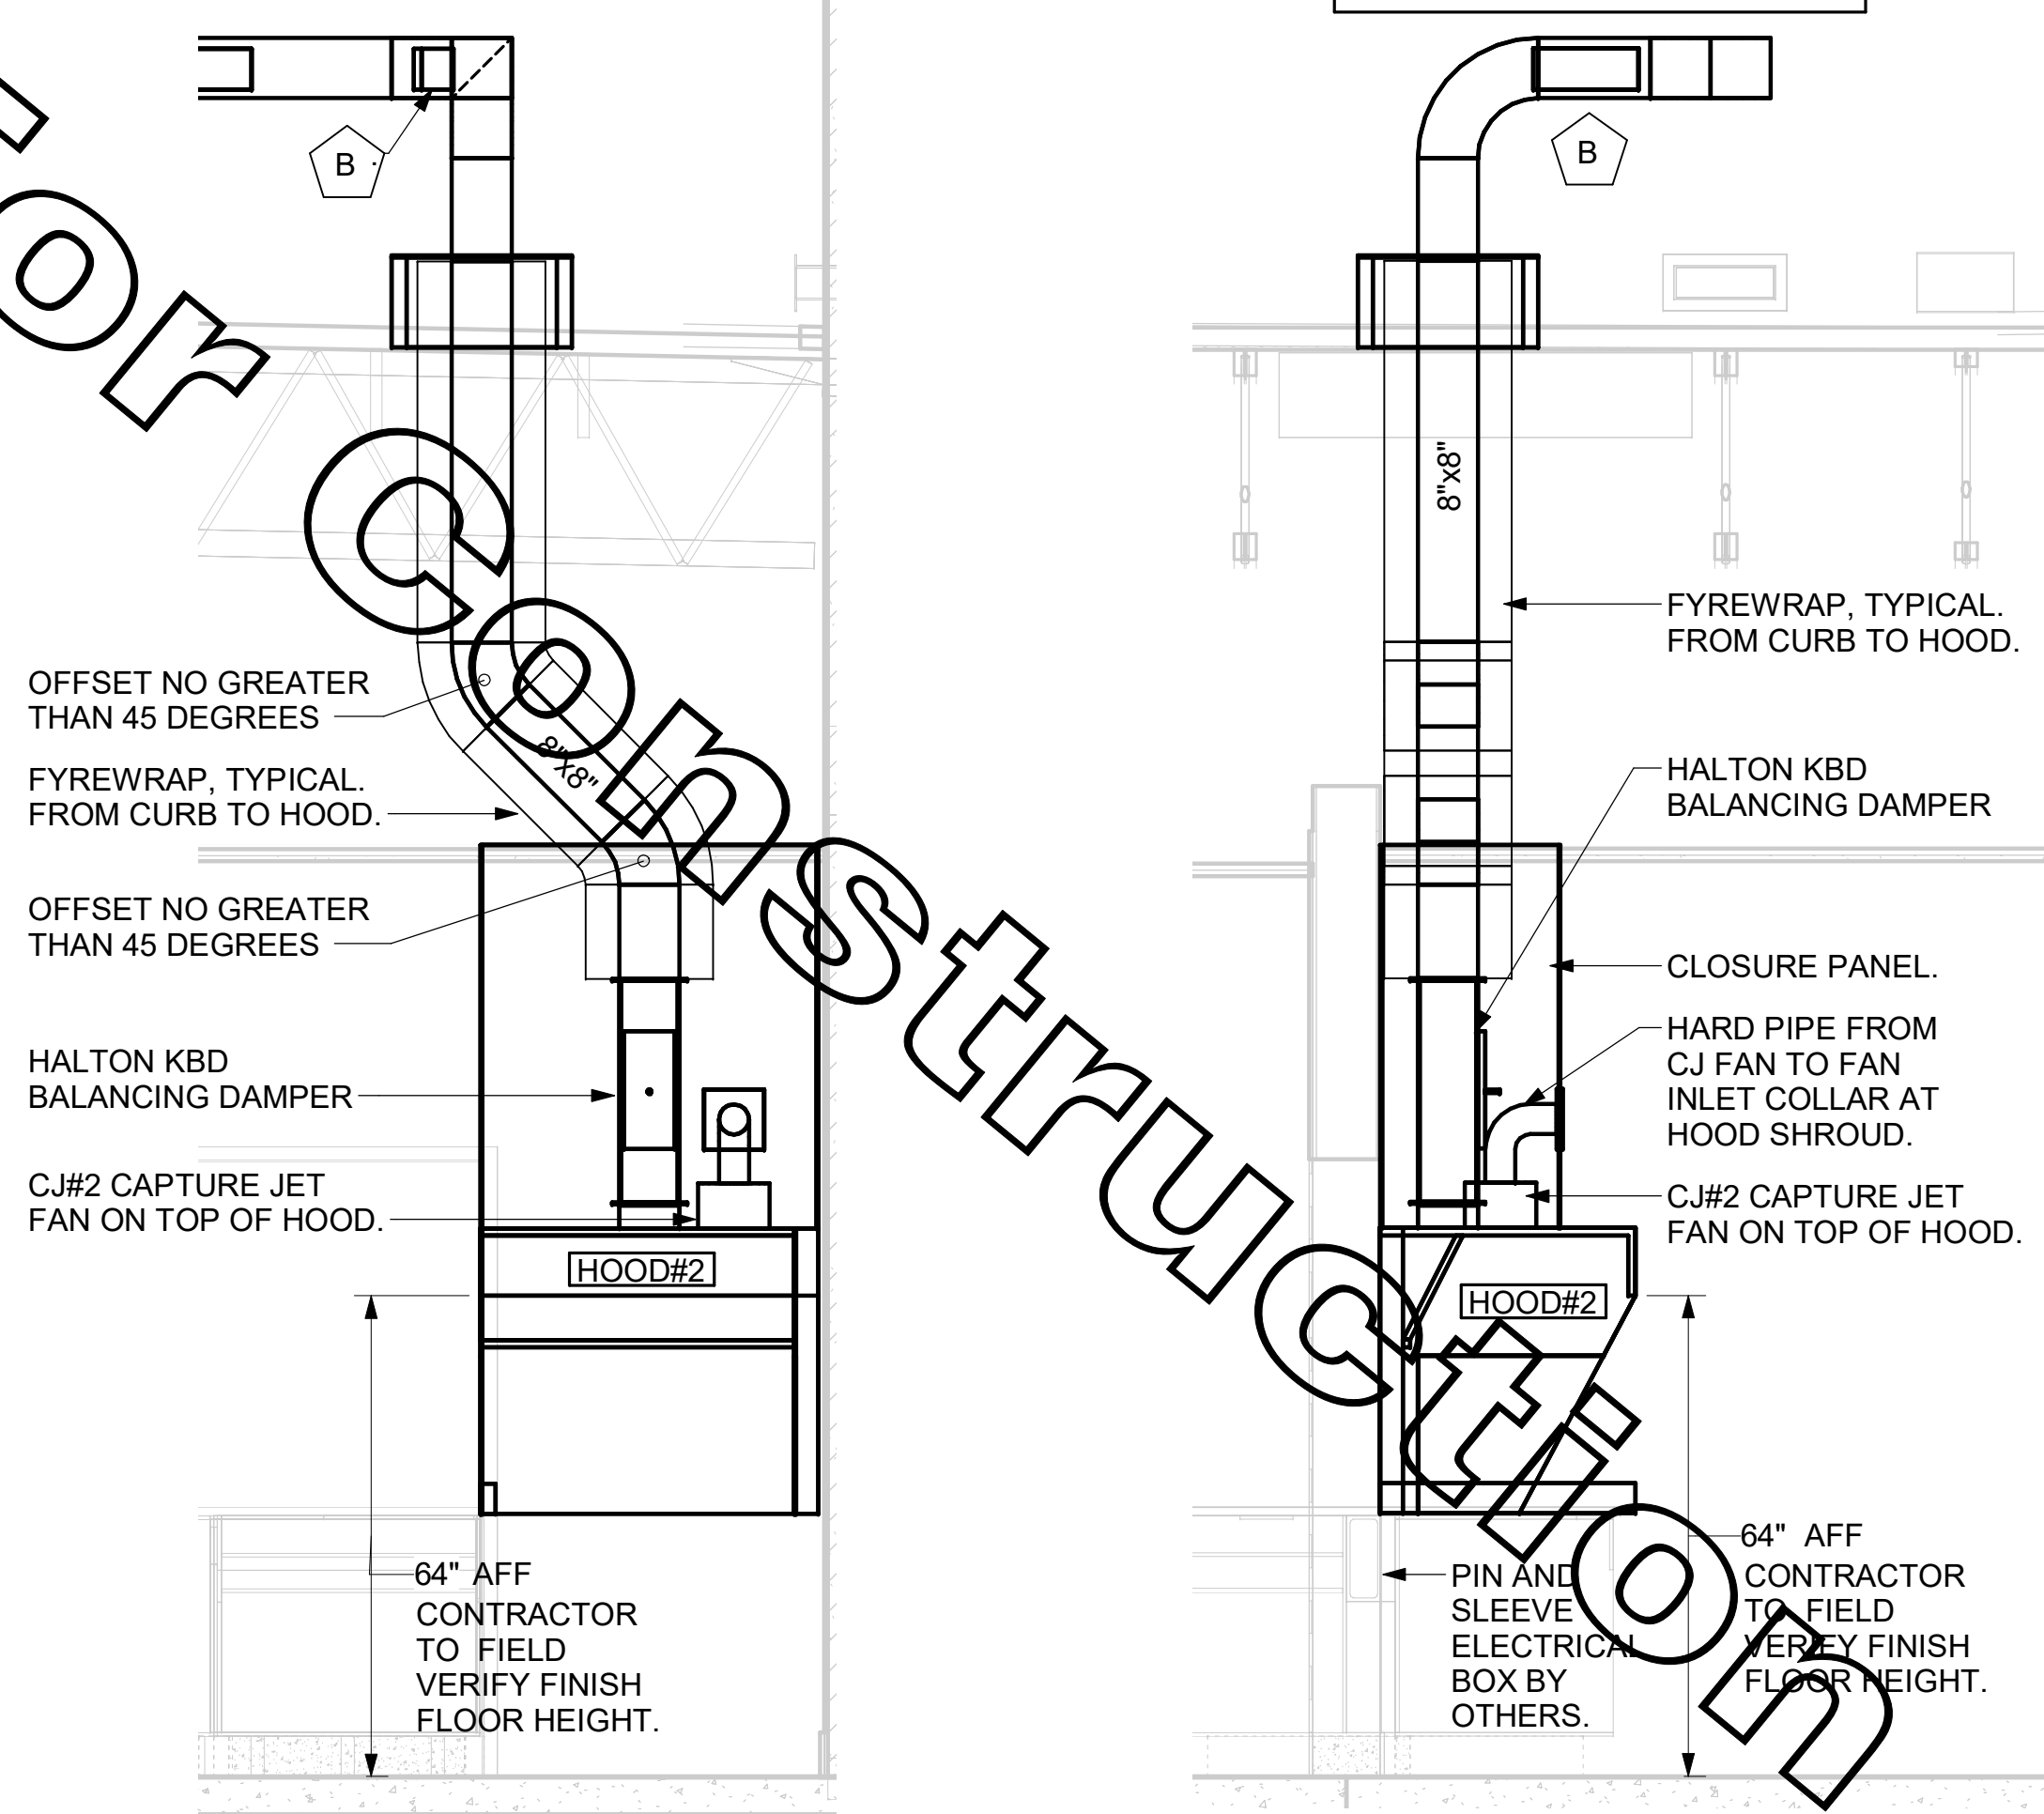 B
OFFSET NO GREATER
THAN 45 DEGREES
FYREWRAP, TYPICAL.
FROM CURB TO HOOD.
8"X8"
OFFSET NO GREATER
THAN 45 DEGREES
HALTON KBD
BALANCING DAMPER
CJ#2 CAPTURE JET
FAN ON TOP OF HOOD.
HOOD#2
64" AFF
CONTRACTOR
TO FIELD
VERIFY FINISH
FLOOR HEIGHT.
B
8"x8"
FYREWRAP, TYPICAL.
FROM CURB TO HOOD.
HALTON KBD
BALANCING DAMPER
CLOSURE PANEL.
HARD PIPE FROM
CJ FAN TO FAN
INLET COLLAR AT
HOOD SHROUD.
CJ#2 CAPTURE JET
FAN ON TOP OF HOOD.
HOOD#2
PIN AND
SLEEVE
ELECTRICAL
BOX BY
OTHERS.
64" AFF
CONTRACTOR
TO FIELD
VERIFY FINISH
FLOOR HEIGHT.
or Construction